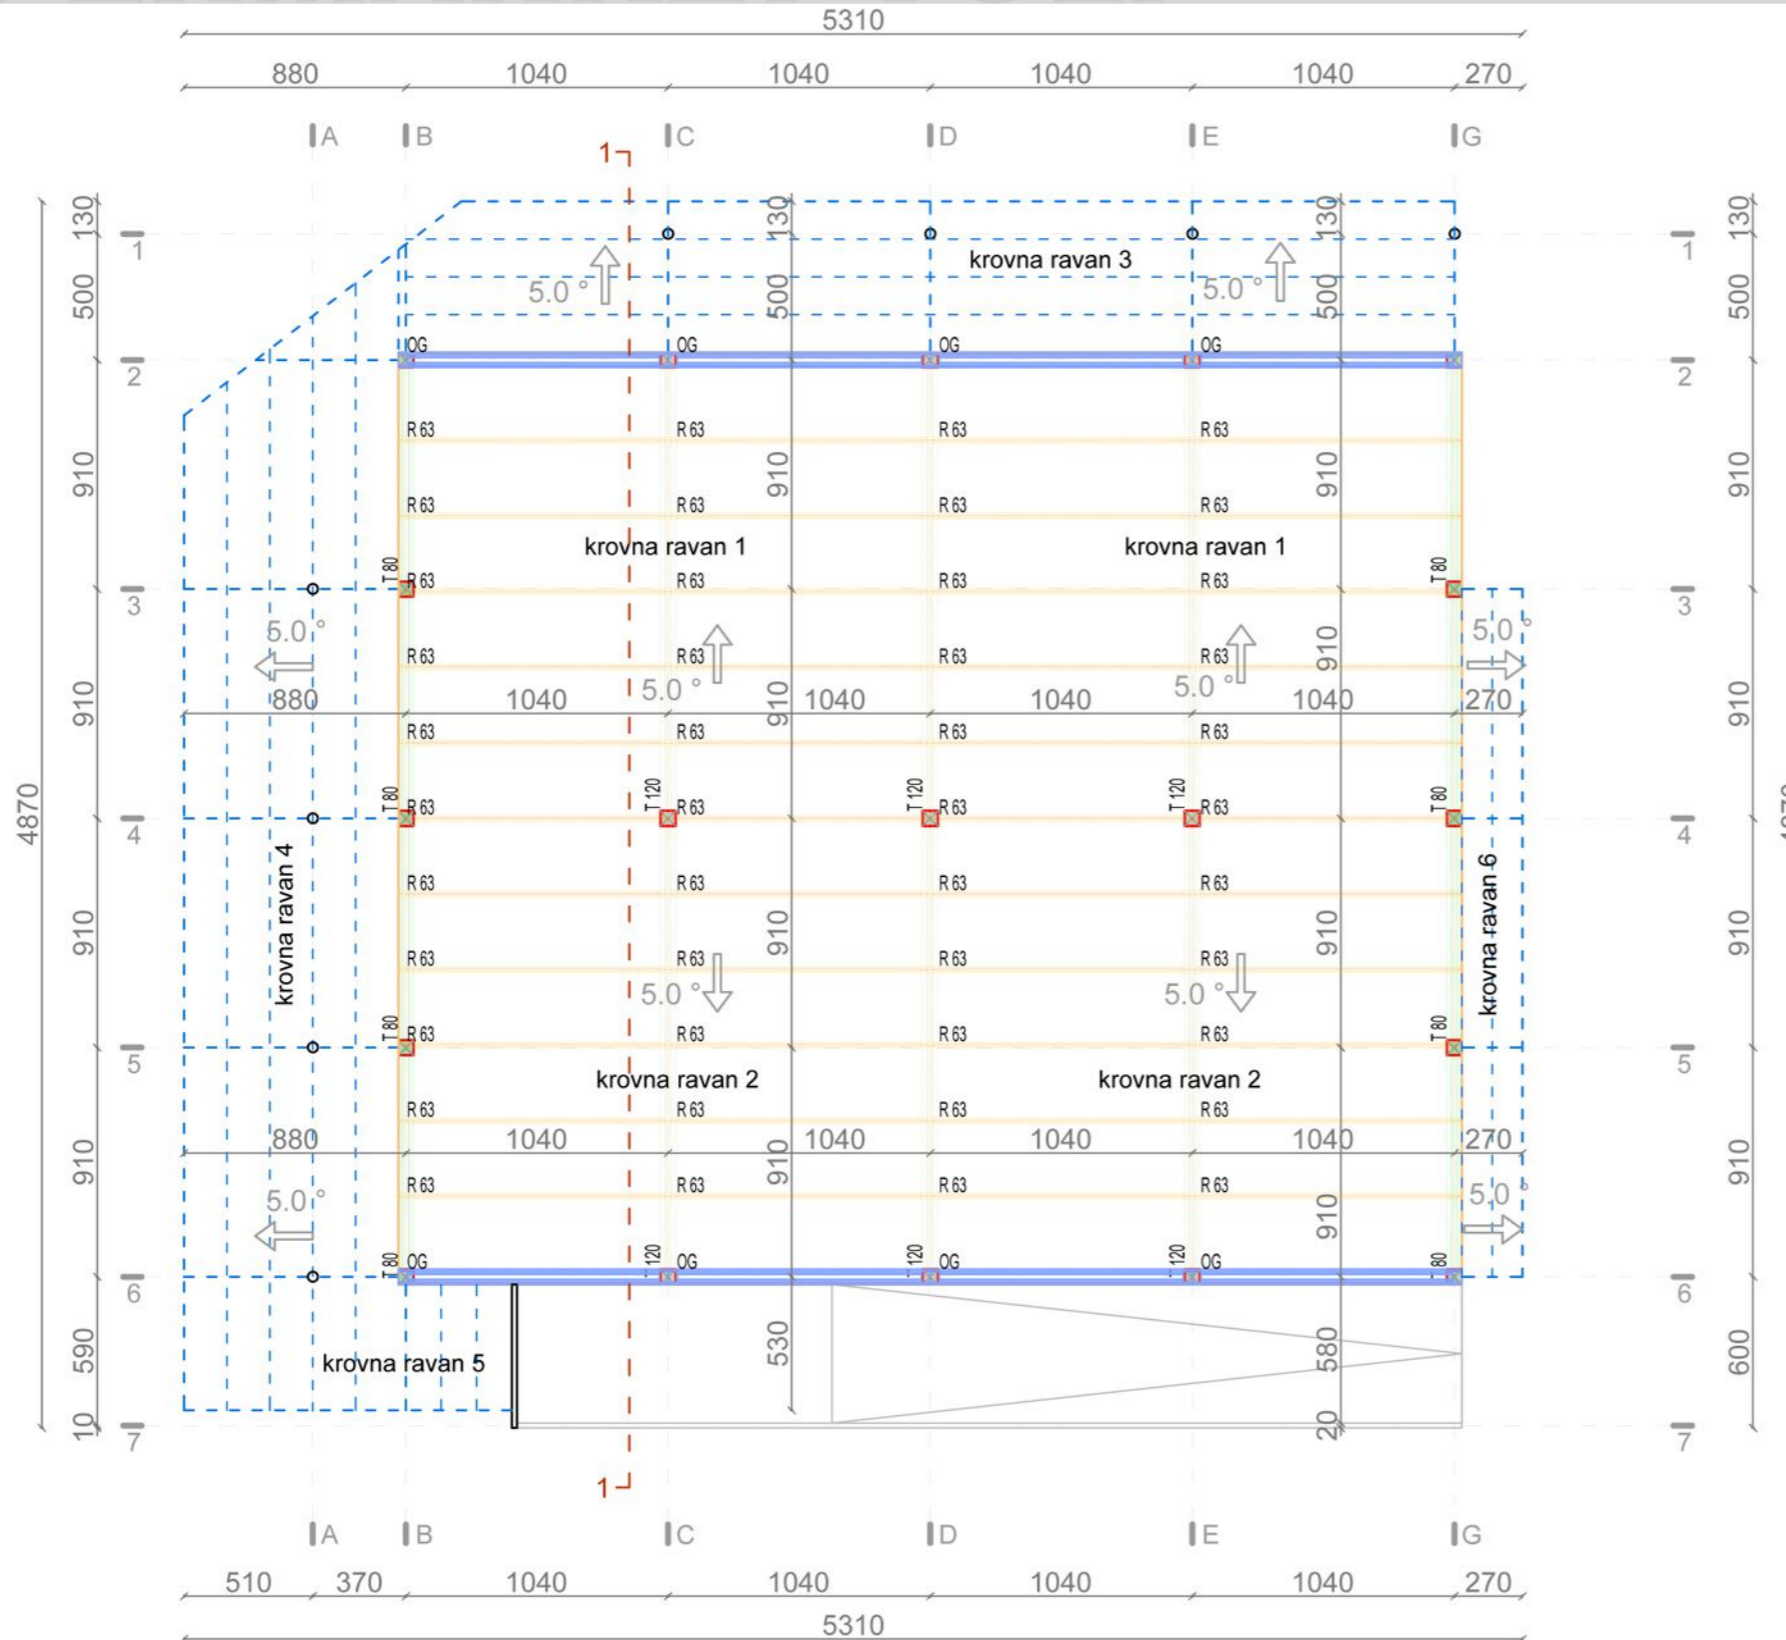 5310
880 1040 1040 1040 1040 270
A B C D E G
1
130 130 130 130
1 1
krovna ravan 3
500 5.0 ° 500 5.0 ° 500 500
OG OG OG OG
2 2
R 63 R 63 R 63 R 63
910 910 910 910
R 63 R 63 R 63 R 63
krovna ravan 1 krovna ravan 1
T 80 R 63 R 63 R 63 R 63 T 80
3 3
5.0 ° 5.0 °
R 63 R 63 R 63 R 63
910 910 910 910
5.0 ° 5.0 °
880 1040 1040 1040 1040 270
R 63 R 63 R 63 R 63
4870
T 80 R 63 T 120 R 63 T 120 R 63 T 120 R 63 T 80
4 4
krovna ravan 4 krovna ravan 6
R 63 R 63 R 63 R 63
910 910 910 910
R 63 R 63 R 63 R 63
5.0 ° 5.0 °
T 80 R 63 R 63 R 63 R 63 T 80
5 5
krovna ravan 2 krovna ravan 2
R 63 R 63 R 63 R 63
880 1040 1040 1040 1040 270
910 910 910 910
R 63 R 63 R 63 R 63
5.0 ° 5.0 °
T 80 OG 120 OG 120 OG 120 OG 80
6 6
590 530 580 600
krovna ravan 5
10 20
7 7
1
A B C D E G
510 370 1040 1040 1040 1040 270
5310